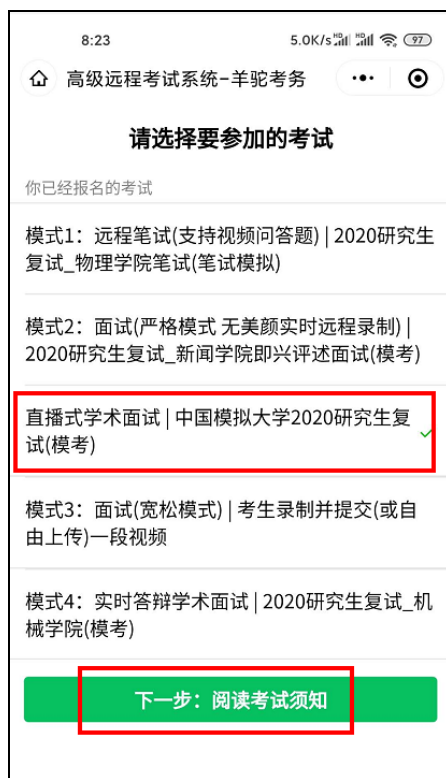 8:23
5.0K/s HD HD 97
高级远程考试系统-羊驼考务
请选择要参加的考试
你已经报名的考试
模式1：远程笔试(支持视频问答题) | 2020研究生
复试_物理学院笔试(笔试模拟)
模式2：面试(严格模式 无美颜实时远程录制) |
2020研究生复试_新闻学院即兴评述面试(模考)
直播式学术面试 | 中国模拟大学2020研究生复
试(模考)
模式3：面试(宽松模式) | 考生录制并提交(或自
由上传)一段视频
模式4：实时答辩学术面试 | 2020研究生复试_机
械学院(模考)
下一步：阅读考试须知